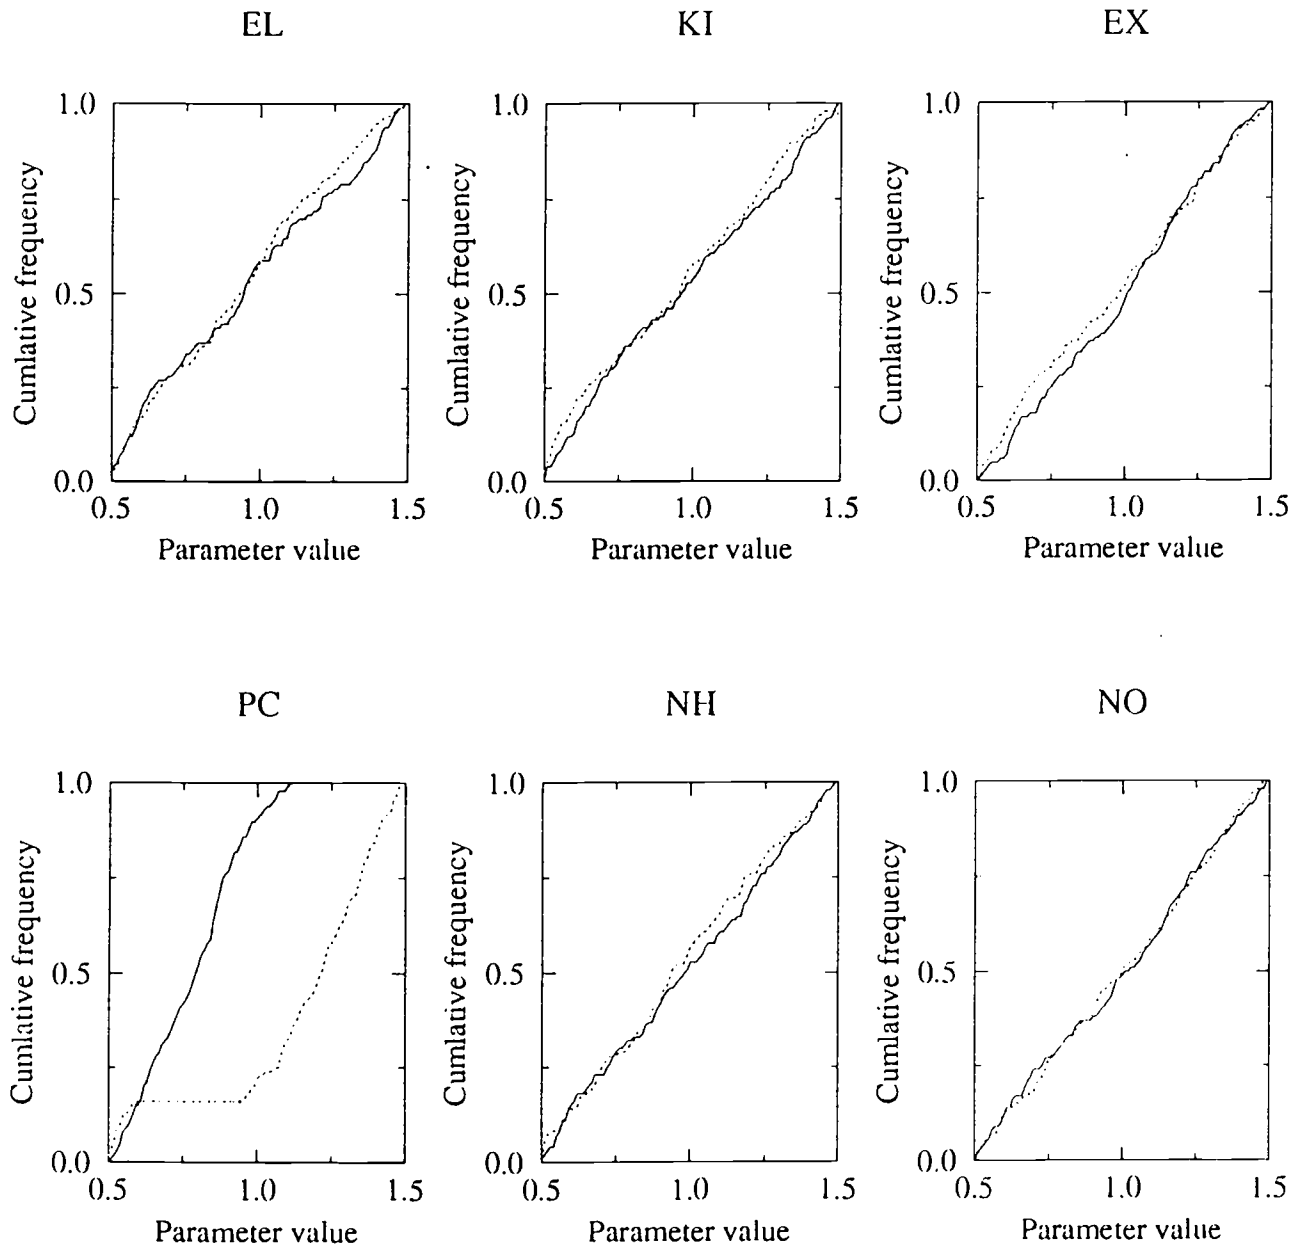 EL KI EX
1.0 1.0 1.0
Cumlative frequency Cumlative frequency Cumlative frequency
0.5 0.5 0.5
0.0 0.0 0.0
0.5 1.0 1.5 0.5 1.0 1.5 0.5 1.0 1.5
Parameter value Parameter value Parameter value
PC NH NO
1.0 1.0 1.0
Cumlative frequency Cumlative frequency Cumlative frequency
0.5 0.5 0.5
0.0 0.0 0.0
0.5 1.0 1.5 0.5 1.0 1.5 0.5 1.0 1.5
Parameter value Parameter value Parameter value